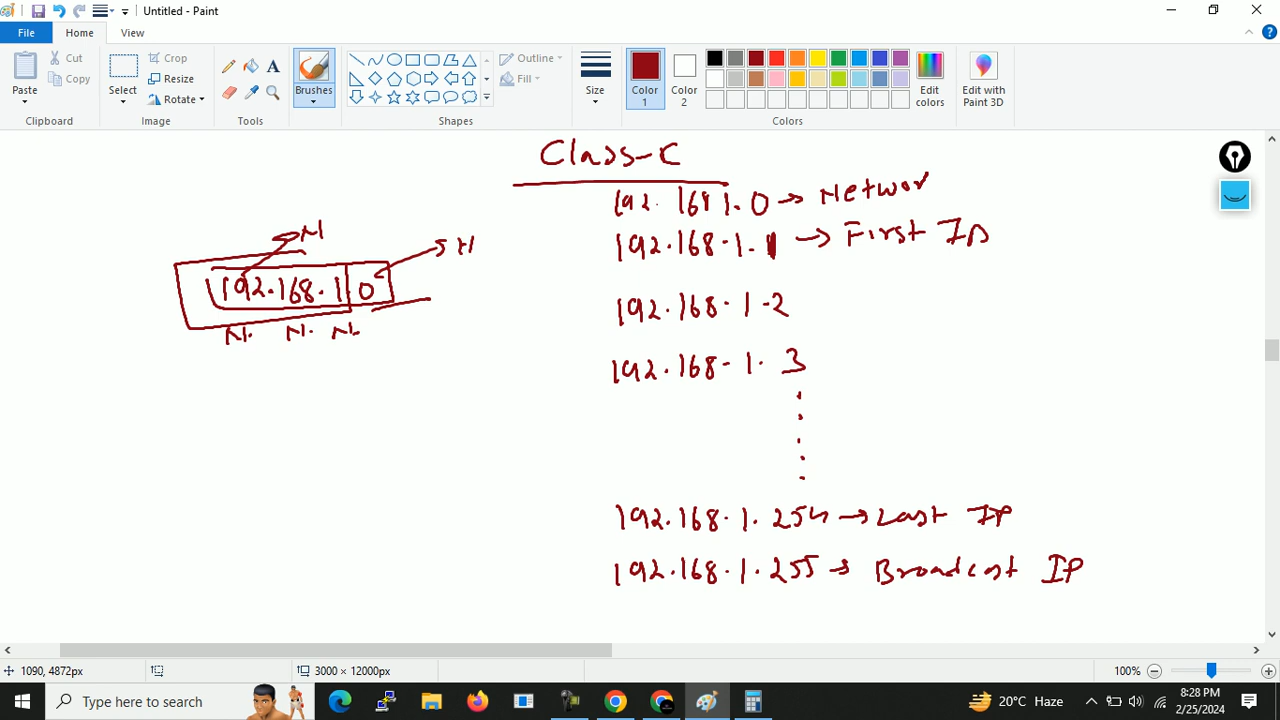 Untitled - Paint
File
Home
View
Paste
Cut
Copy
Clipboard
Select
Crop
Resize
Rotate
Image
A
Tools
Brushes
Shapes
Outline
Fill
Size
Color 1
Color 2
Edit colors
Colors
Edit with Paint 3D
Class-C
192.168 1.0 → Networ
192.168.1.1 → First IP
192.168.1.2
192.168.1.3
192.168.1.254 → Last IP
192.168.1.255 → Broadcast IP
N
H
192.168.1 0
N. N. N.
1090, 4872px
3000 × 12000px
100%
Type here to search
20°C Haze
8:28 PM
2/25/2024